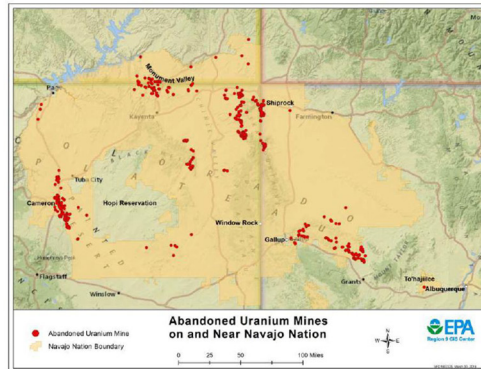 Monument Valley
Shiprock
Kayenta
Farmington
Tuba City
Cameron
Hopi Reservation
Window Rock
Gallup
Flagstaff
Winslow
Grants
To'hajiilee
Albuquerque
Abandoned Uranium Mines
on and Near Navajo Nation
Abandoned Uranium Mine
Navajo Nation Boundary
0 25 50 100 Miles
N
EPA
Region 9 GIS Center